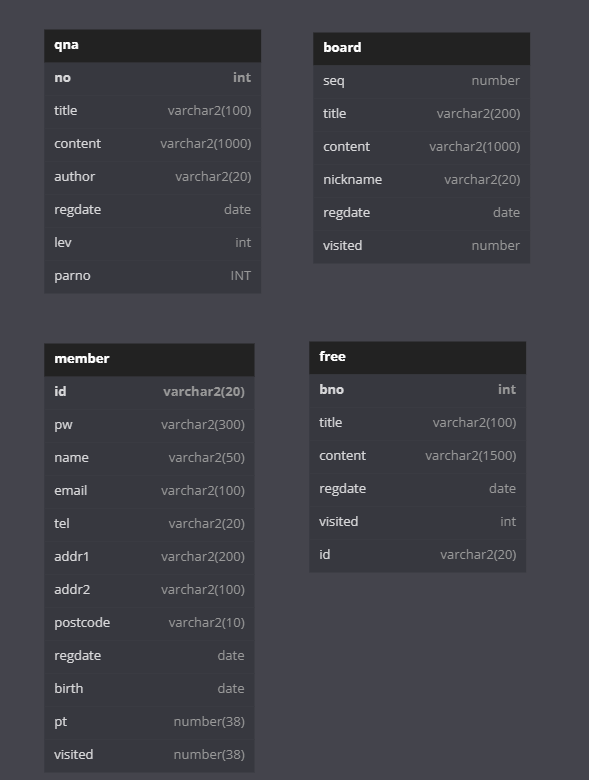 qna
no int
title varchar2(100)
content varchar2(1000)
author varchar2(20)
regdate date
lev int
parno INT
board
seq number
title varchar2(200)
content varchar2(1000)
nickname varchar2(20)
regdate date
visited number
member
id varchar2(20)
pw varchar2(300)
name varchar2(50)
email varchar2(100)
tel varchar2(20)
addr1 varchar2(200)
addr2 varchar2(100)
postcode varchar2(10)
regdate date
birth date
pt number(38)
visited number(38)
free
bno int
title varchar2(100)
content varchar2(1500)
regdate date
visited int
id varchar2(20)